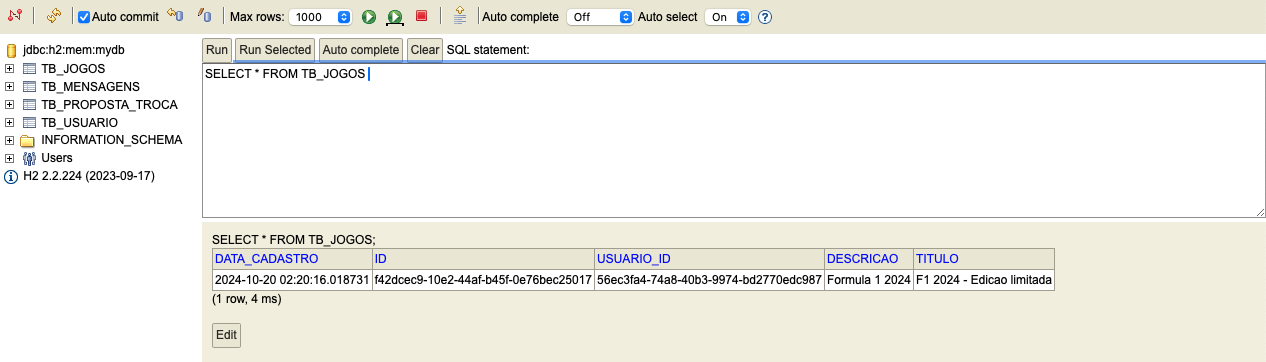 Auto commit Max rows: 1000 Auto complete Off Auto select On ?
jdbc:h2:mem:mydb
TB_JOGOS
TB_MENSAGENS
TB_PROPOSTA_TROCA
TB_USUARIO
INFORMATION_SCHEMA
Users
H2 2.2.224 (2023-09-17)
Run Run Selected Auto complete Clear SQL statement:
SELECT * FROM TB_JOGOS
SELECT * FROM TB_JOGOS;
DATA_CADASTRO ID USUARIO_ID DESCRICAO TITULO
2024-10-20 02:20:16.018731 f42dcec9-10e2-44af-b45f-0e76bec25017 56ec3fa4-74a8-40b3-9974-bd2770edc987 Formula 1 2024 F1 2024 - Edicao limitada
(1 row, 4 ms)
Edit